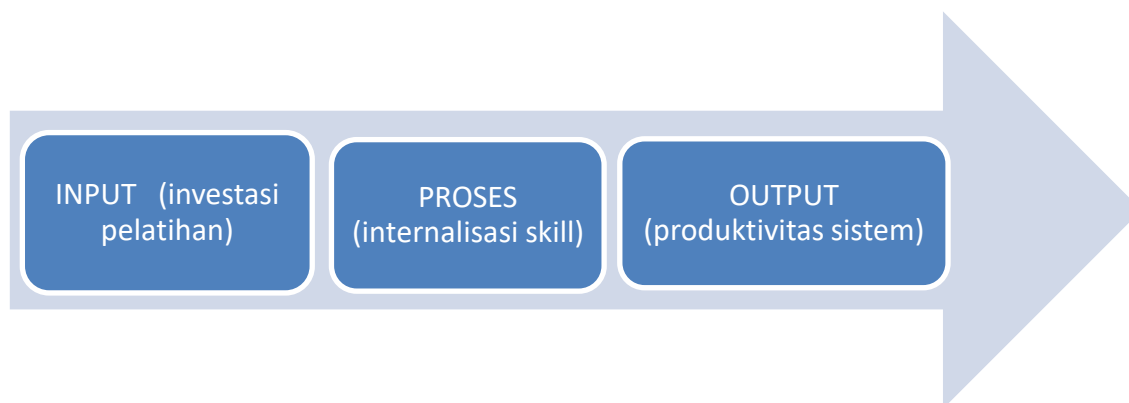 INPUT (investasi
pelatihan)
PROSES
(internalisasi skill)
OUTPUT
(produktivitas sistem)